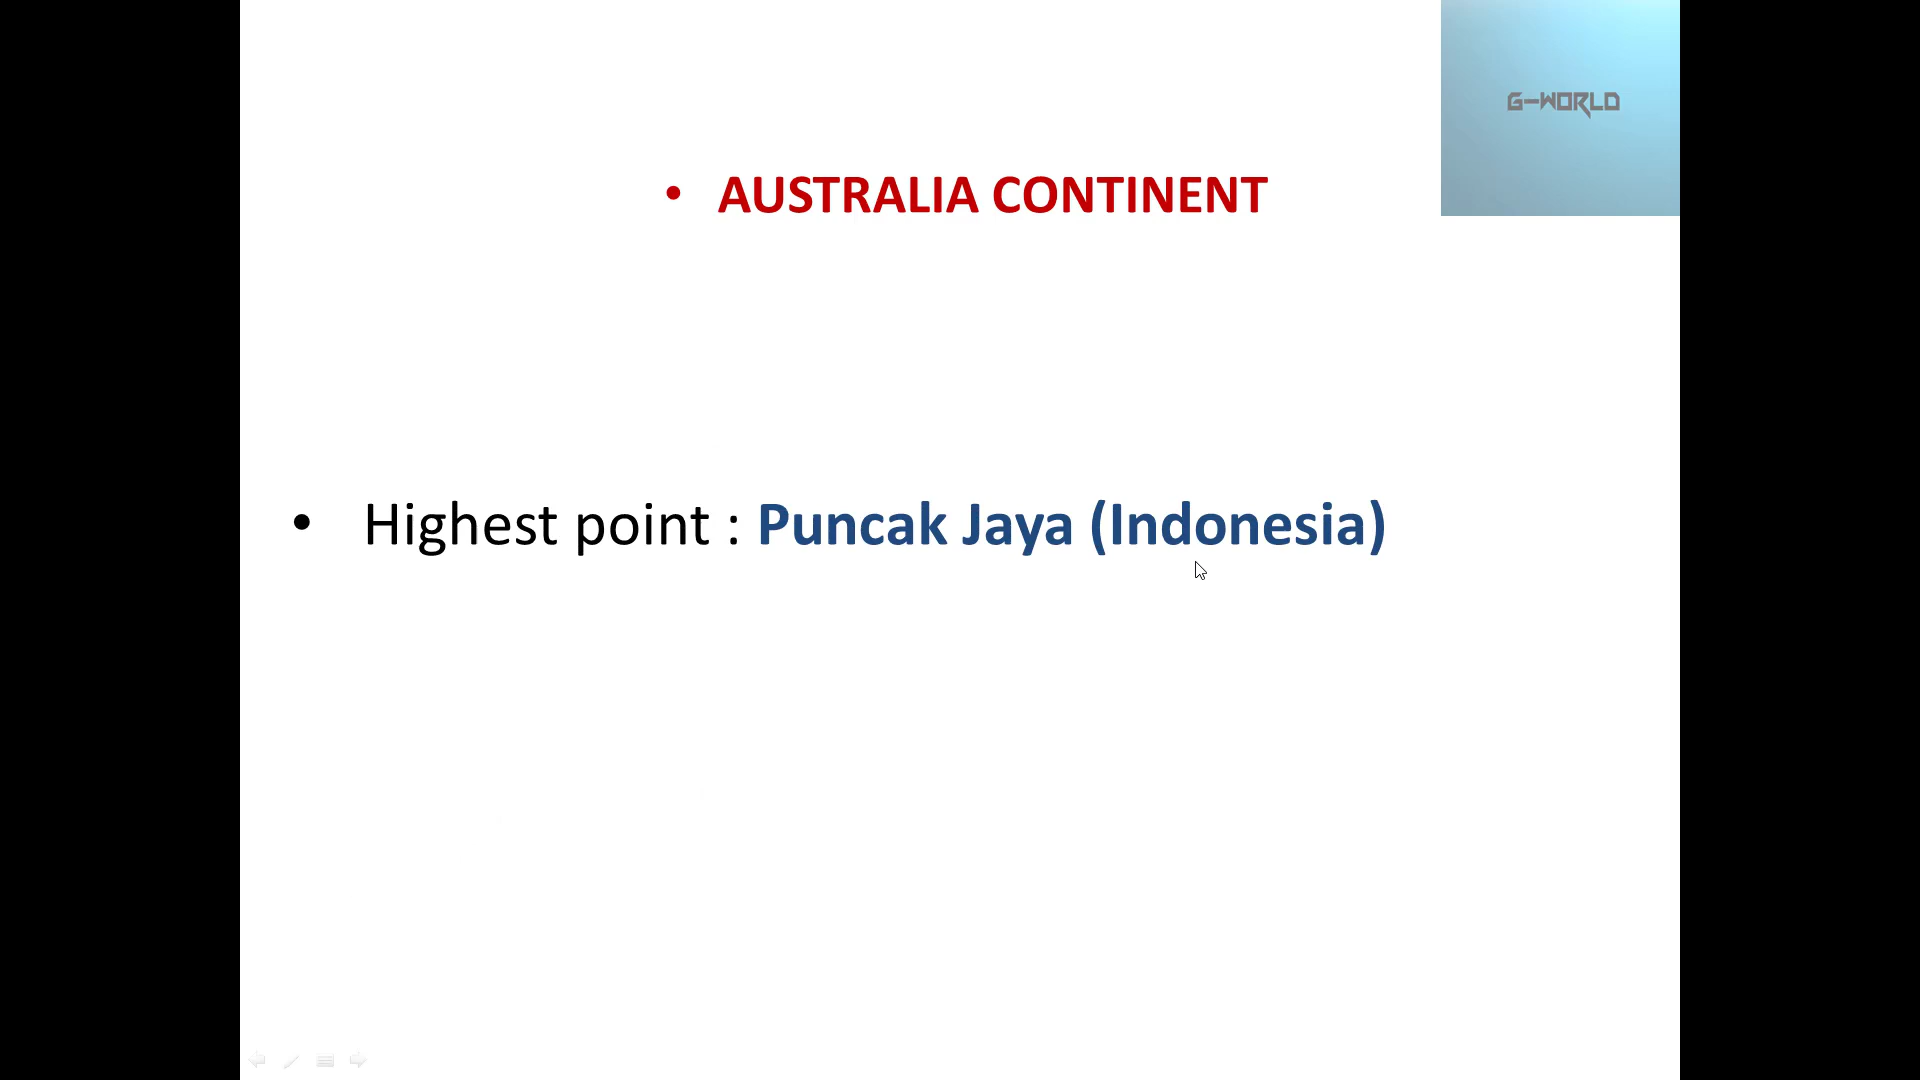 G-WORLD
• AUSTRALIA CONTINENT
• Highest point : Puncak Jaya (Indonesia)